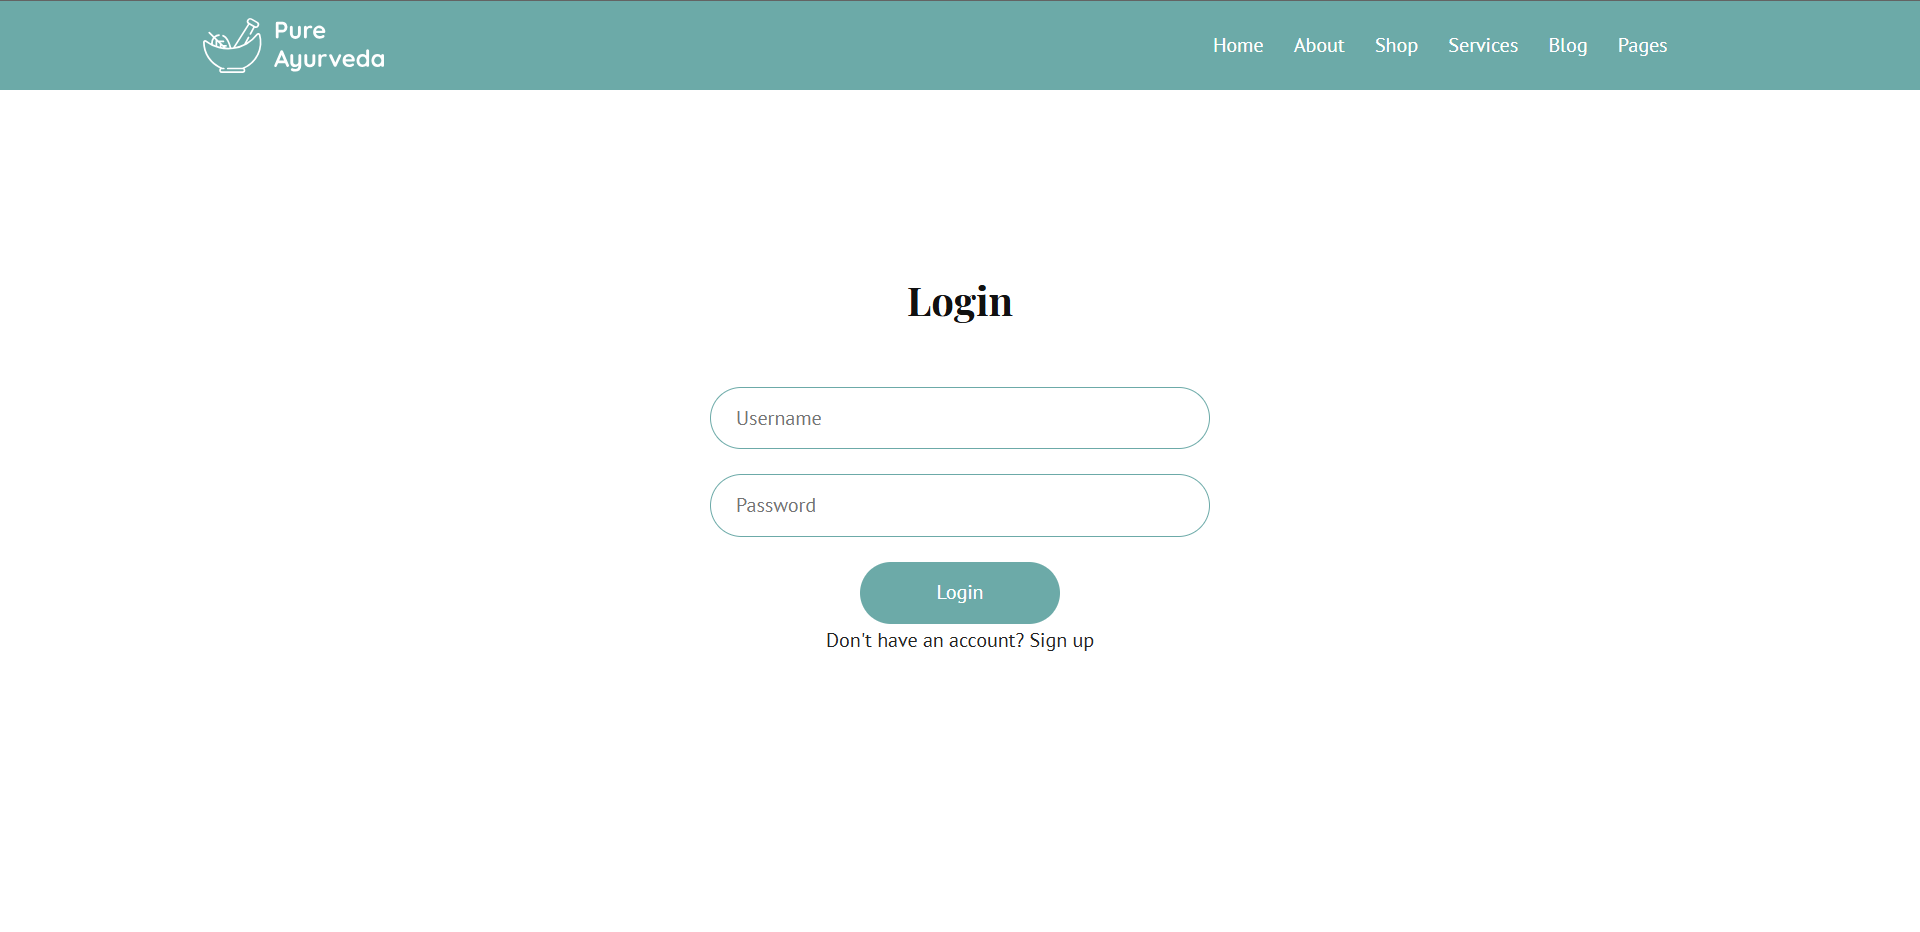 Pure
Ayurveda
Home About Shop Services Blog Pages
Login
Username
Password
Login
Don't have an account? Sign up